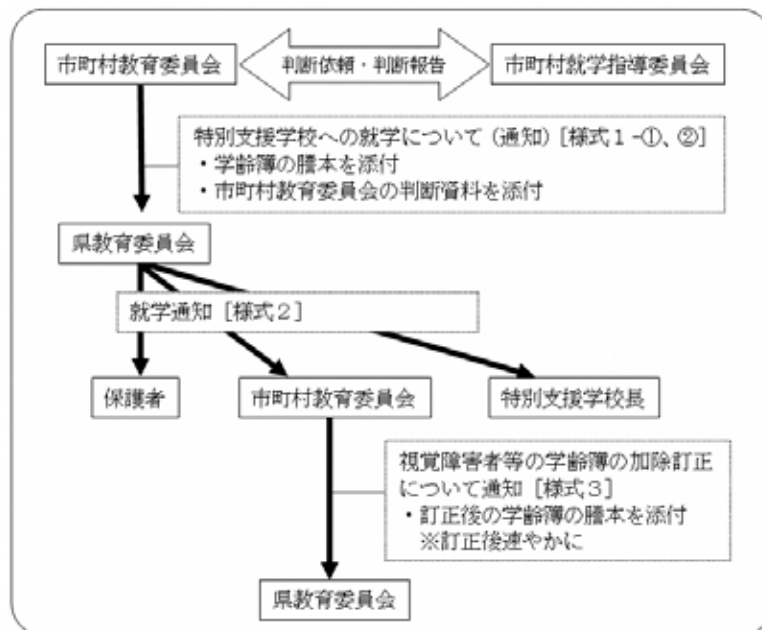 市町村教育委員会
判断依頼・判断報告
市町村就学指導委員会
特別支援学校への就学について（通知）［様式１-①、②］
・学齢簿の謄本を添付
・市町村教育委員会の判断資料を添付
県教育委員会
就学通知［様式２］
保護者
市町村教育委員会
特別支援学校長
視覚障害者等の学齢簿の加除訂正
について通知［様式３］
・訂正後の学齢簿の謄本を添付
※訂正後速やかに
県教育委員会